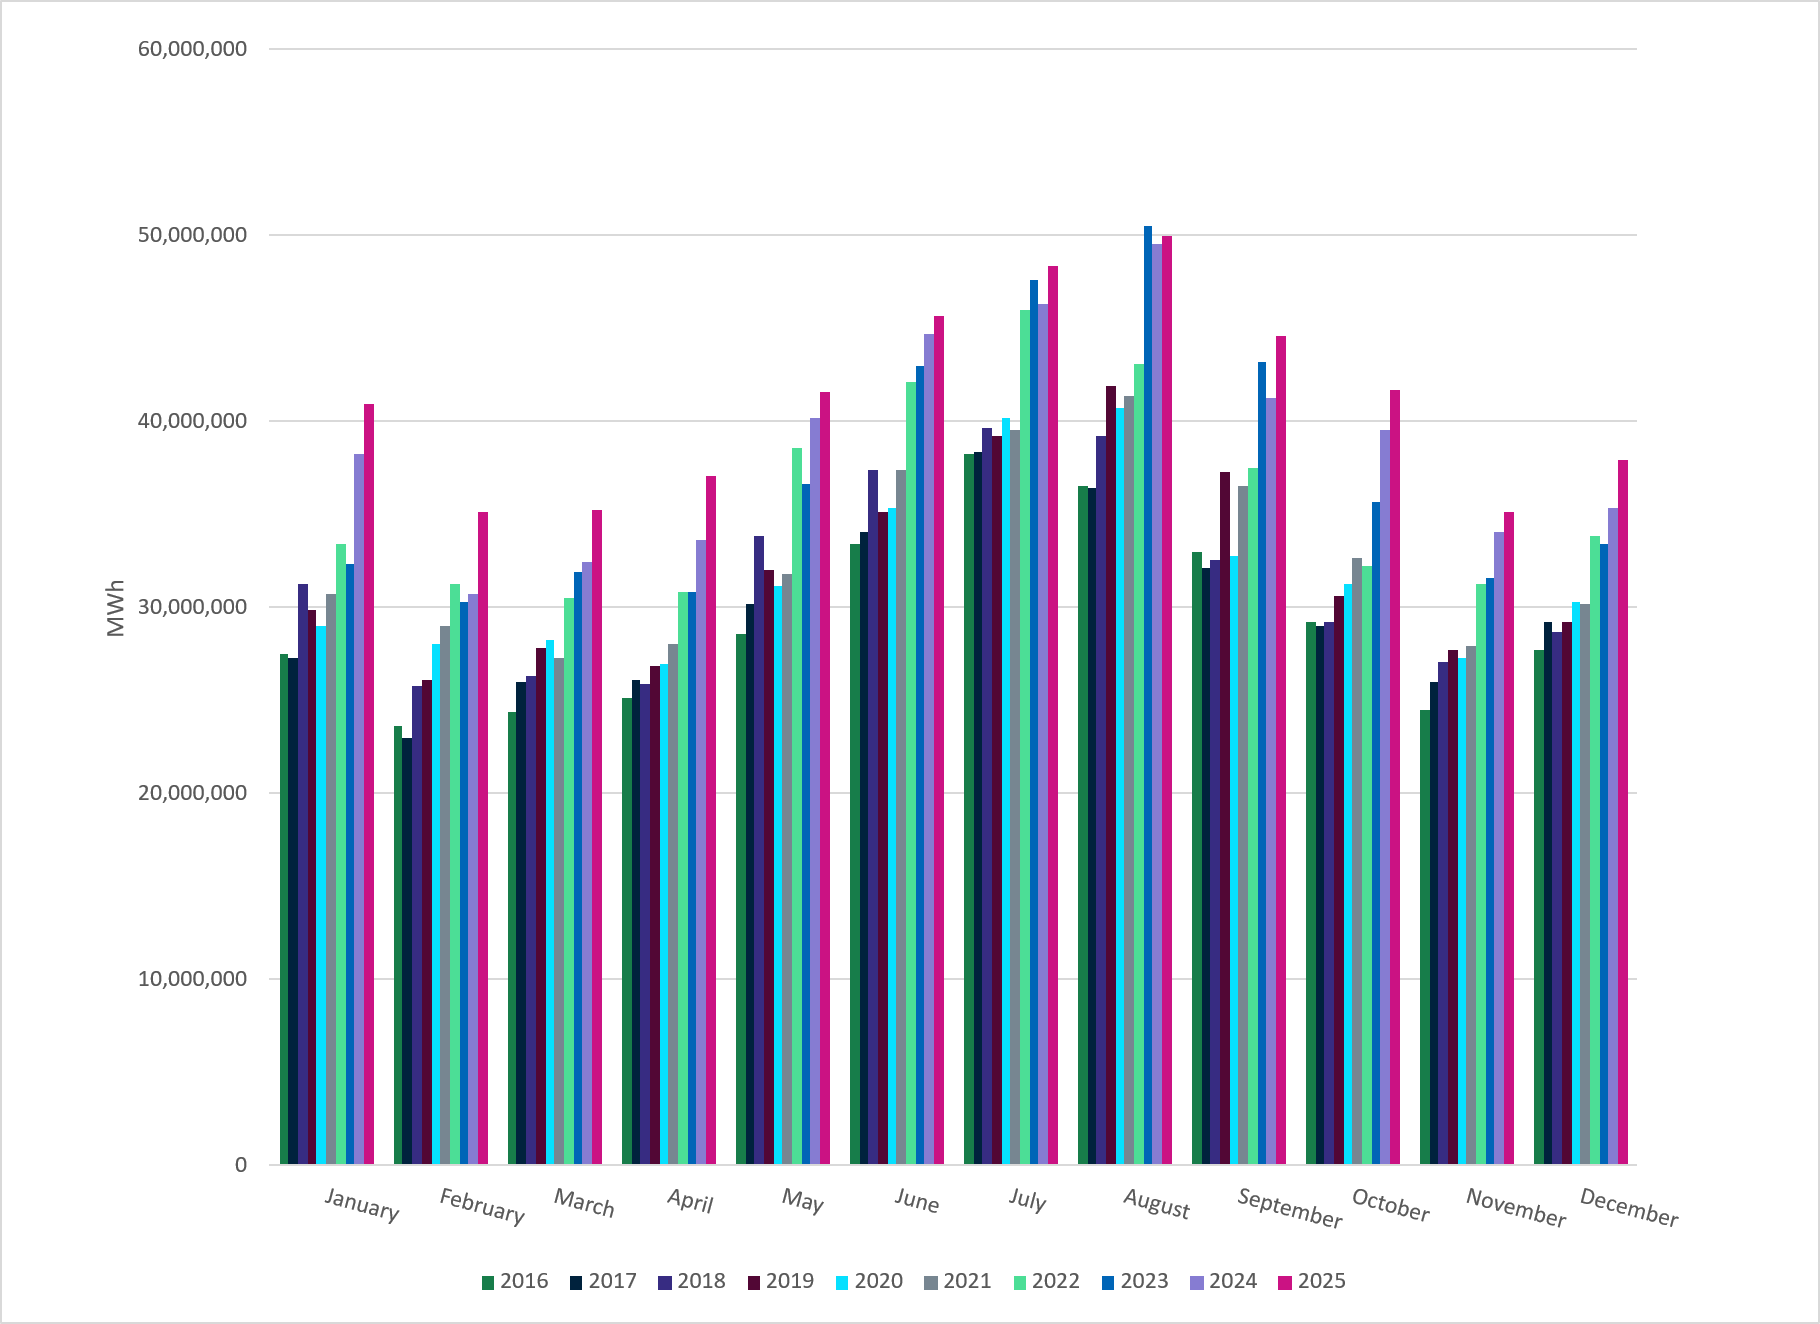 60,000,000
50,000,000
40,000,000
30,000,000
20,000,000
10,000,000
0
MWh
January February March April May June July August September October November December
2016 2017 2018 2019 2020 2021 2022 2023 2024 2025